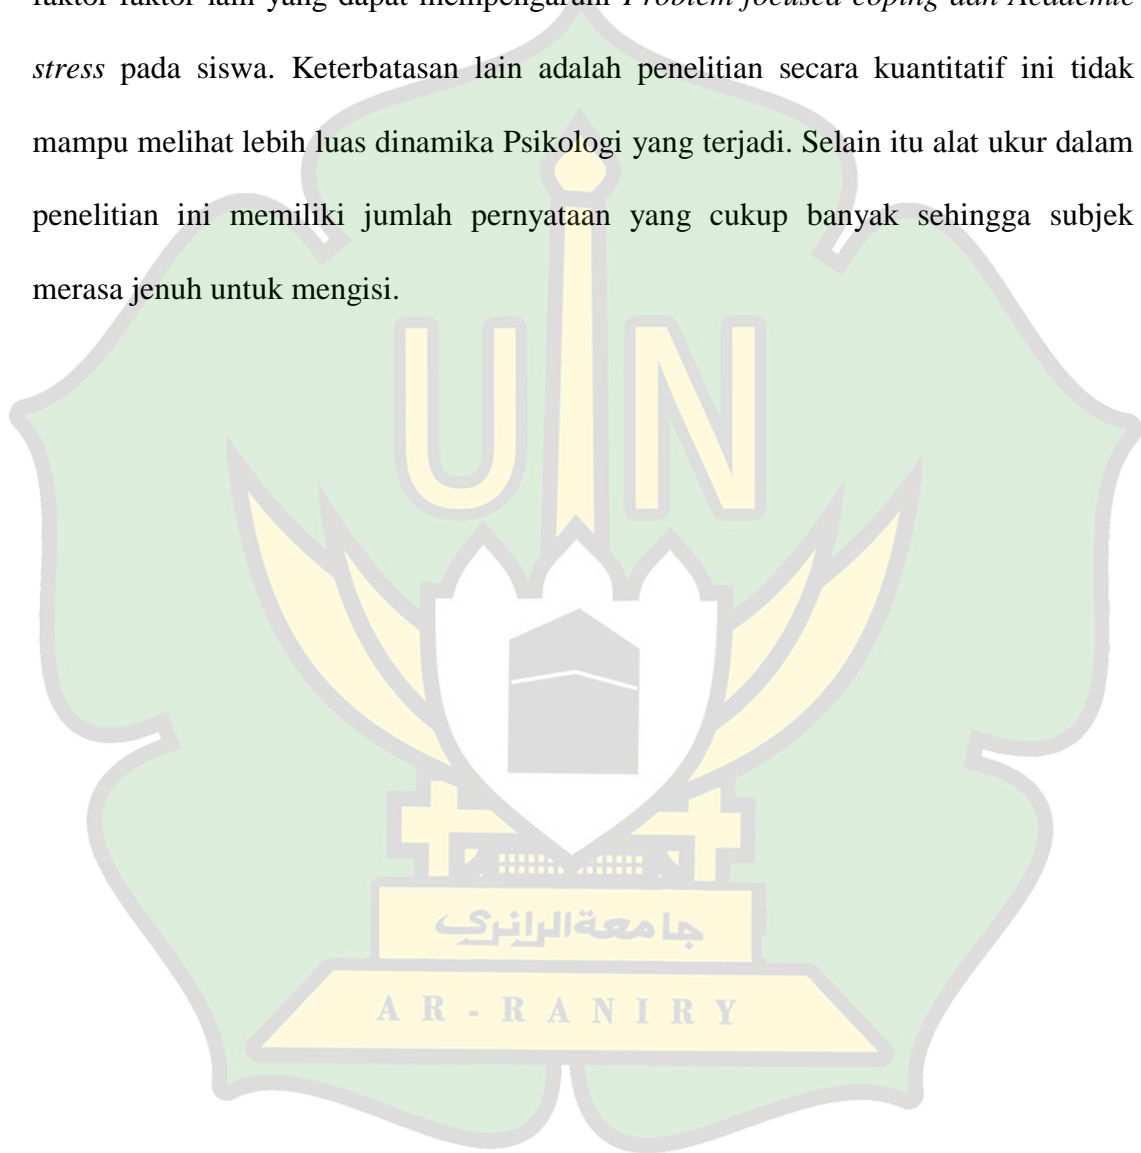 faktor-faktor lain yang dapat mempengaruhi Problem focused coping dan Academic
stress pada siswa. Keterbatasan lain adalah penelitian secara kuantitatif ini tidak
mampu melihat lebih luas dinamika Psikologi yang terjadi. Selain itu alat ukur dalam
penelitian ini memiliki jumlah pernyataan yang cukup banyak sehingga subjek
merasa jenuh untuk mengisi.
UIN
جامعة الرانري
AR-RANIRY